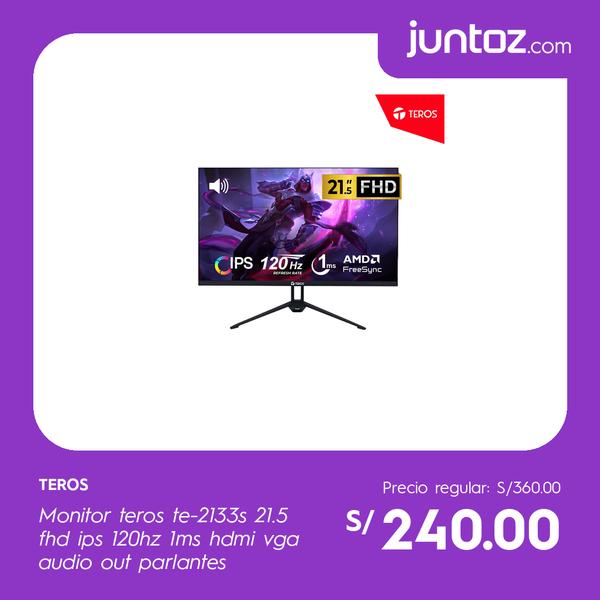 juntoz.com
TEROS
21.5" FHD
IPS 120Hz 1ms AMD
REFRESH RATE FreeSync
TEROS
TEROS
Monitor teros te-2133s 21.5
fhd ips 120hz 1ms hdmi vga
audio out parlantes
Precio regular: S/360.00
S/240.00